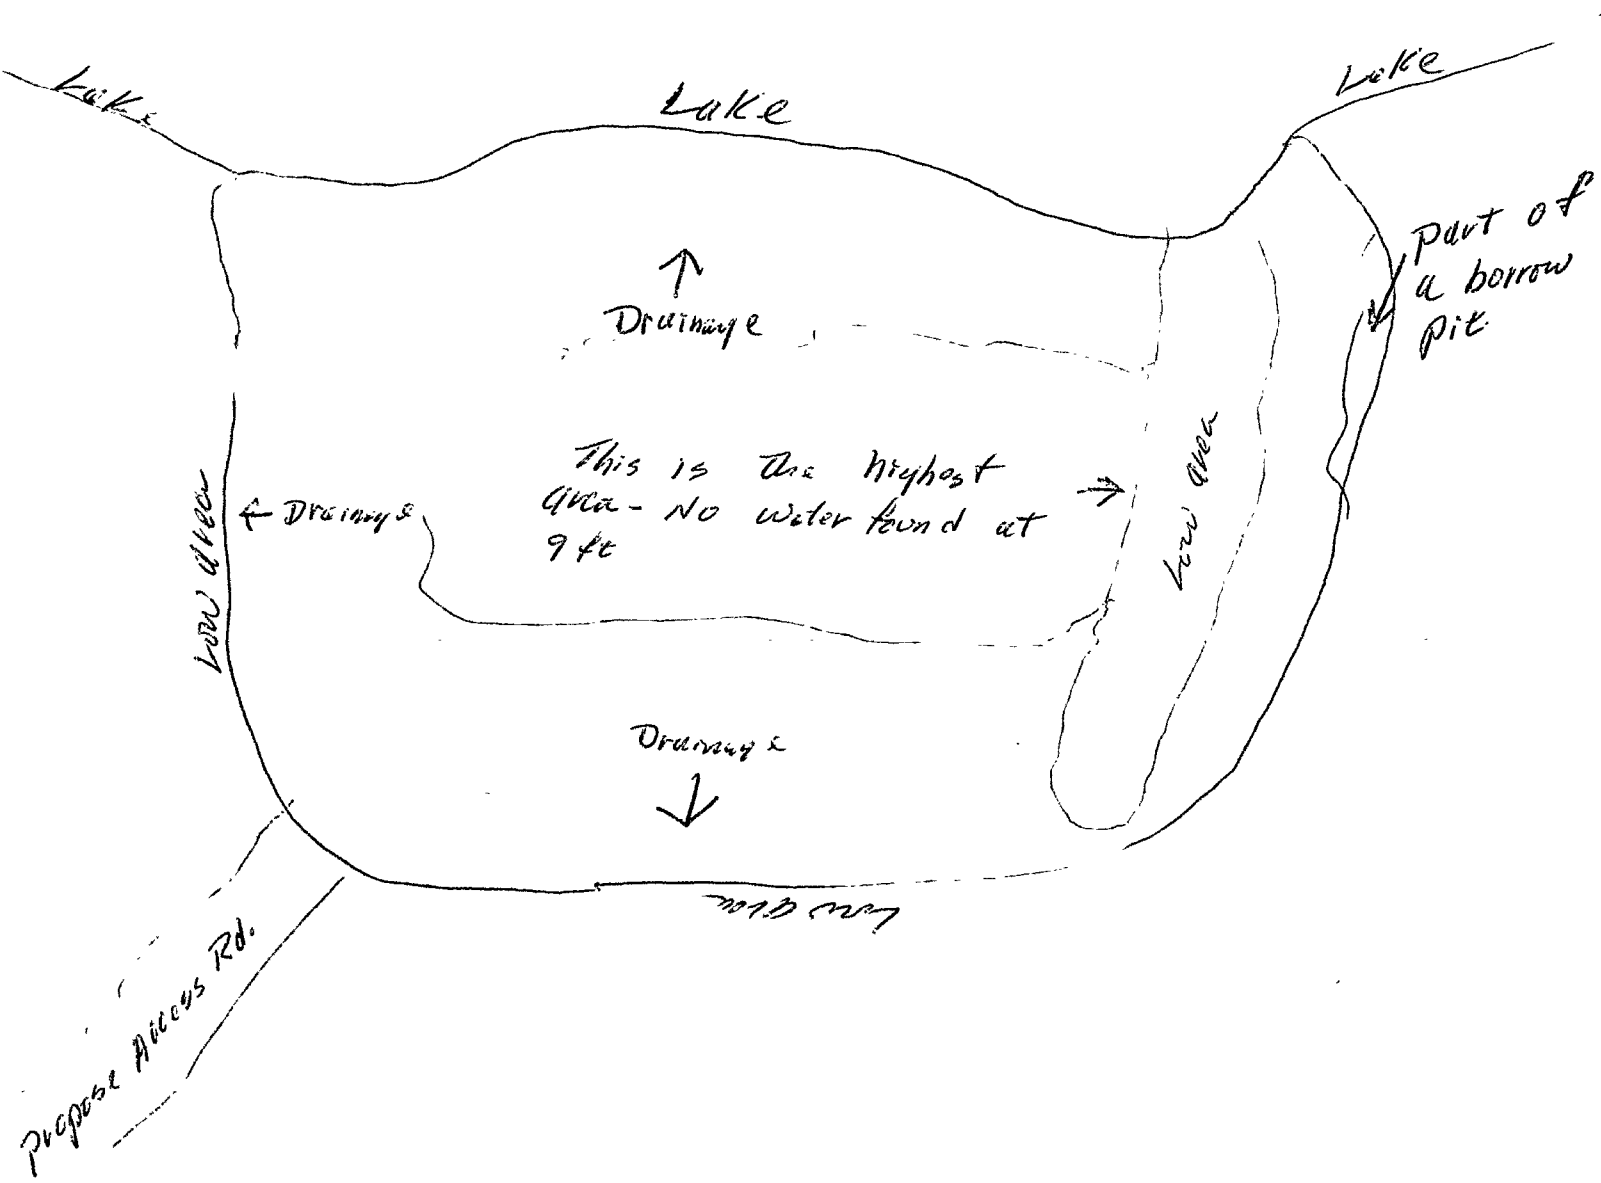 Lake
Lake
Lake
Part of
a borrow
pit
Drainage
This is the highest
area - No water found at
9 ft
Drainage
Low area
Low area
Drainage
Low area
Propose Access Rd.